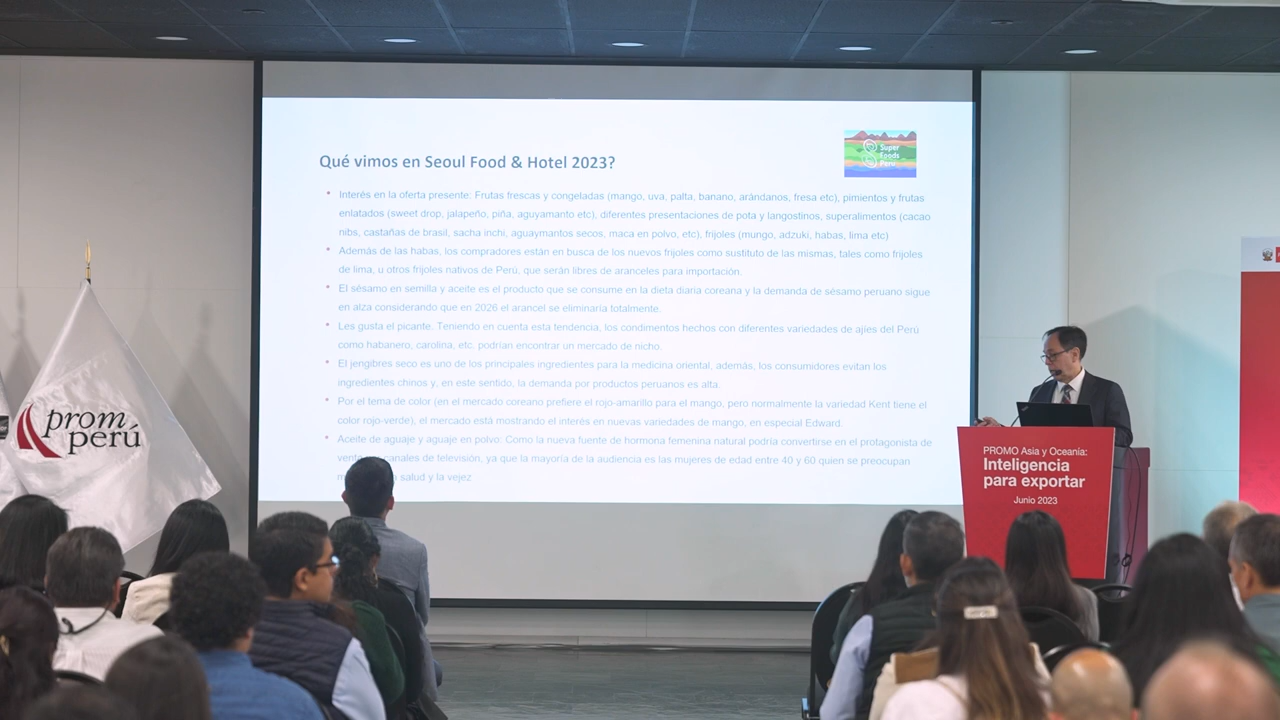 Qué vimos en Seoul Food & Hotel 2023?
Super
Foods
Peru
• Interés en la oferta presente: Frutas frescas y congeladas (mango, uva, palta, banano, arándanos, fresa etc), pimientos y frutas
enlatados (sweet drop, jalapeño, piña, aguyamanto etc), diferentes presentaciones de pota y langostinos, superalimentos (cacao
nibs, castañas de brasil, sacha inchi, aguaymantos secos, maca en polvo, etc), frijoles (mungo, adzuki, habas, lima etc)
• Además de las habas, los compradores están en busca de los nuevos frijoles como sustituto de las mismas, tales como frijoles
de lima, u otros frijoles nativos de Perú, que serán libres de aranceles para importación.
• El sésamo en semilla y aceite es el producto que se consume en la dieta diaria coreana y la demanda de sésamo peruano sigue
en alza considerando que en 2026 el arancel se eliminaría totalmente.
• Les gusta el picante. Teniendo en cuenta esta tendencia, los condimentos hechos con diferentes variedades de ajíes del Perú
como habanero, carolina, etc. podrían encontrar un mercado de nicho.
• El jengibres seco es uno de los principales ingredientes para la medicina oriental, además, los consumidores evitan los
ingredientes chinos y, en este sentido, la demanda por productos peruanos es alta.
• Por el tema de color (en el mercado coreano prefiere el rojo-amarillo para el mango, pero normalmente la variedad Kent tiene el
color rojo-verde), el mercado está mostrando el interés en nuevas variedades de mango, en especial Edward.
• Aceite de aguaje y aguaje en polvo: Como la nueva fuente de hormona femenina natural podría convertirse en el protagonista de
canales de televisión, ya que la mayoría de la audiencia es las mujeres de edad entre 40 y 60 quien se preocupan
salud y la vejez
prom
perú
PROMO Asia y Oceanía:
Inteligencia
para exportar
Junio 2023